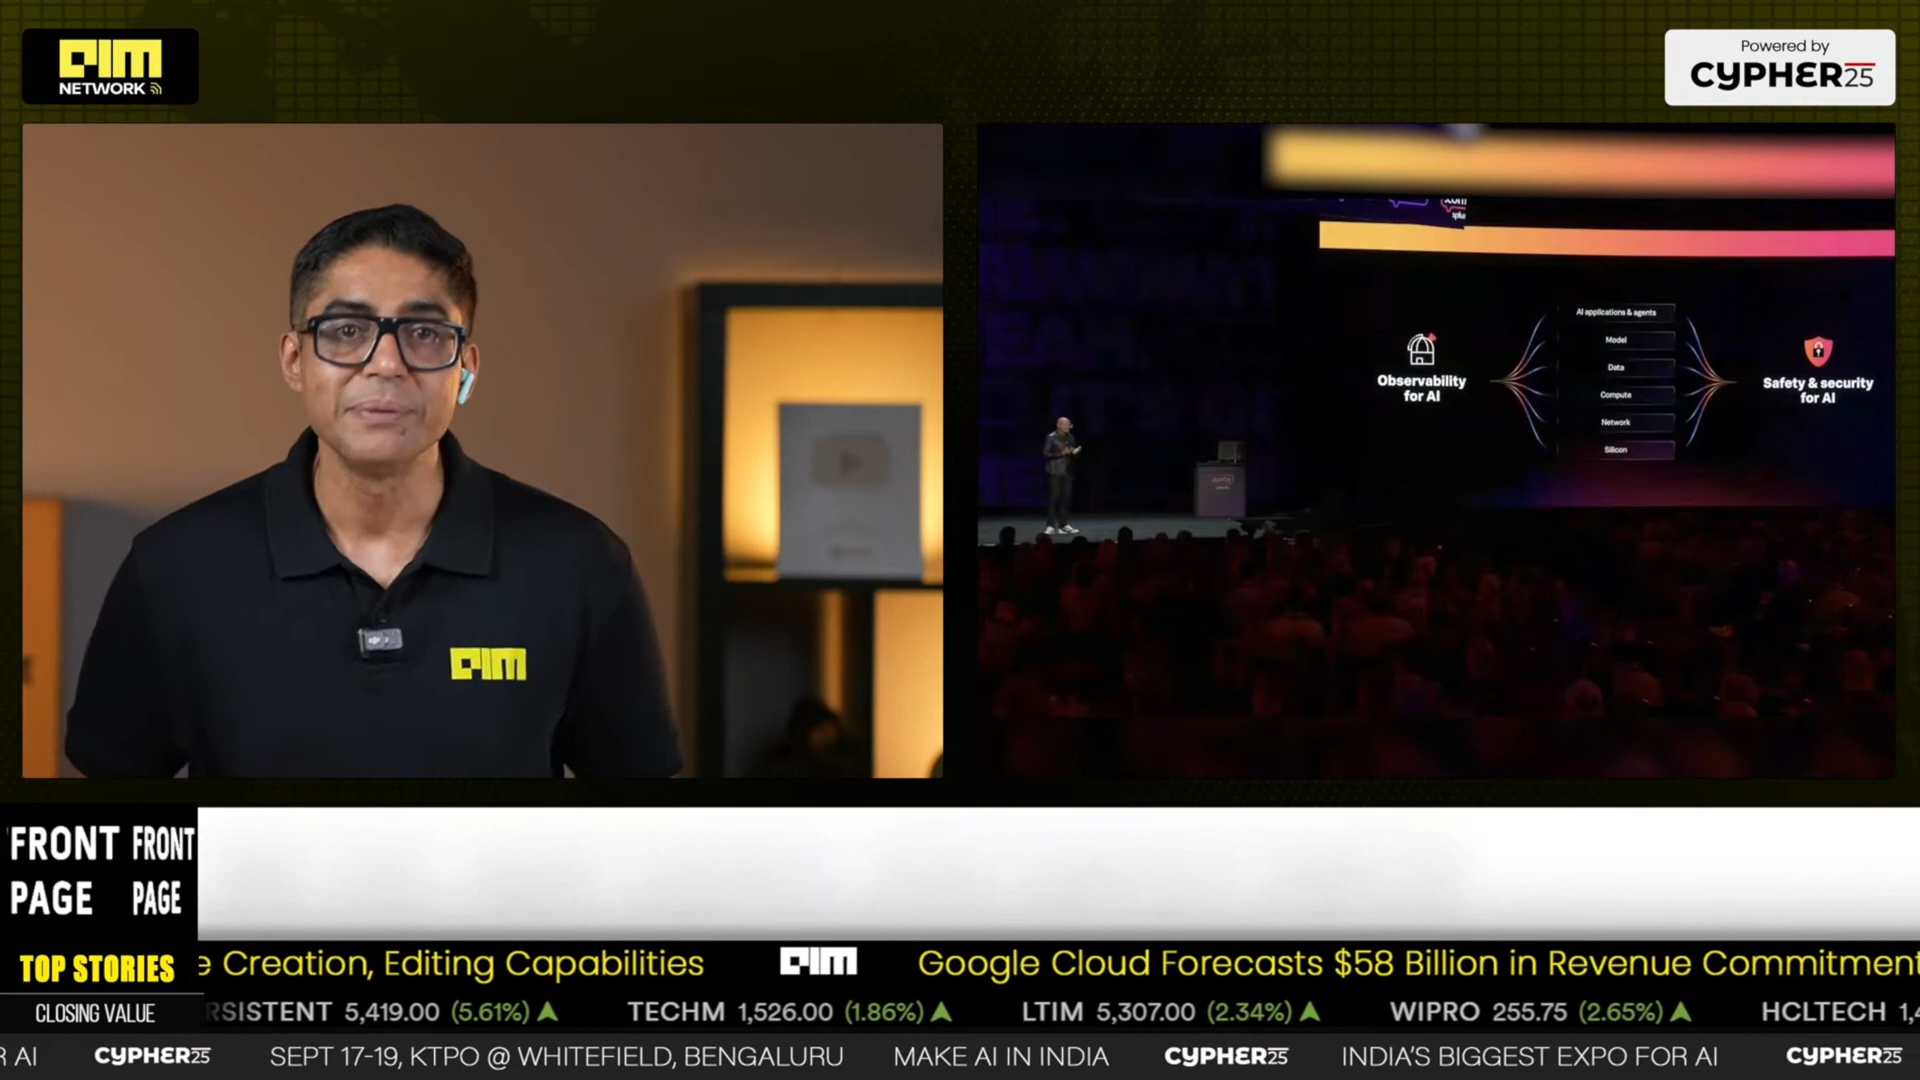 AIM
NETWORK
Powered by
CYPHER25
AIM
Observability
for AI
AI applications & agents
Model
Data
Compute
Network
Silicon
Safety & security
for AI
FRONT FRONT
PAGE PAGE
TOP STORIES
e Creation, Editing Capabilities AIM Google Cloud Forecasts $58 Billion in Revenue Commitment
CLOSING VALUE
RSISTENT 5,419.00 (5.61%) TECHM 1,526.00 (1.86%) LTIM 5,307.00 (2.34%) WIPRO 255.75 (2.65%) HCLTECH 1,4
R AI CYPHER25 SEPT 17-19, KTPO @ WHITEFIELD, BENGALURU MAKE AI IN INDIA CYPHER25 INDIA'S BIGGEST EXPO FOR AI CYPHER25